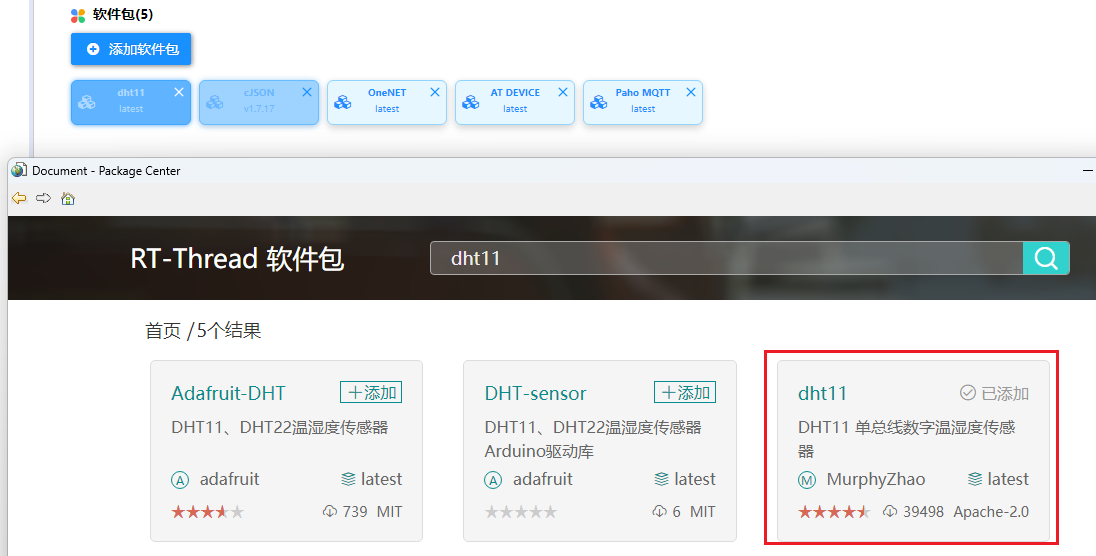 软件包(5)
添加软件包
dht11
latest
cJSON
v1.7.17
OneNET
latest
AT DEVICE
latest
Paho MQTT
latest
Document - Package Center
RT-Thread 软件包
dht11
首页 /5个结果
Adafruit-DHT
添加
DHT11、DHT22温湿度传感器
A adafruit
latest
739 MIT
DHT-sensor
添加
DHT11、DHT22温湿度传感器
Arduino驱动库
A adafruit
latest
6 MIT
dht11
已添加
DHT11 单总线数字温湿度传感
器
M MurphyZhao
latest
39498 Apache-2.0